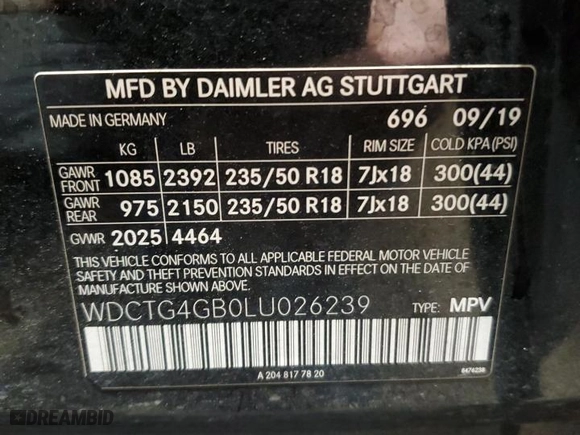 MFD BY DAIMLER AG STUTTGART
MADE IN GERMANY 696 09/19
KG LB TIRES RIM SIZE COLD KPA(PSI)
GAWR FRONT 1085 2392 235/50 R18 7Jx18 300(44)
GAWR REAR 975 2150 235/50 R18 7Jx18 300(44)
GVWR 2025 4464
THIS VEHICLE CONFORMS TO ALL APPLICABLE FEDERAL MOTOR VEHICLE
SAFETY AND THEFT PREVENTION STANDARDS IN EFFECT ON THE DATE OF
MANUFACTURE SHOWN ABOVE.
WDCTG4GB0LU026239 TYPE: MPV
A 204 817 78 20
DREAMBID